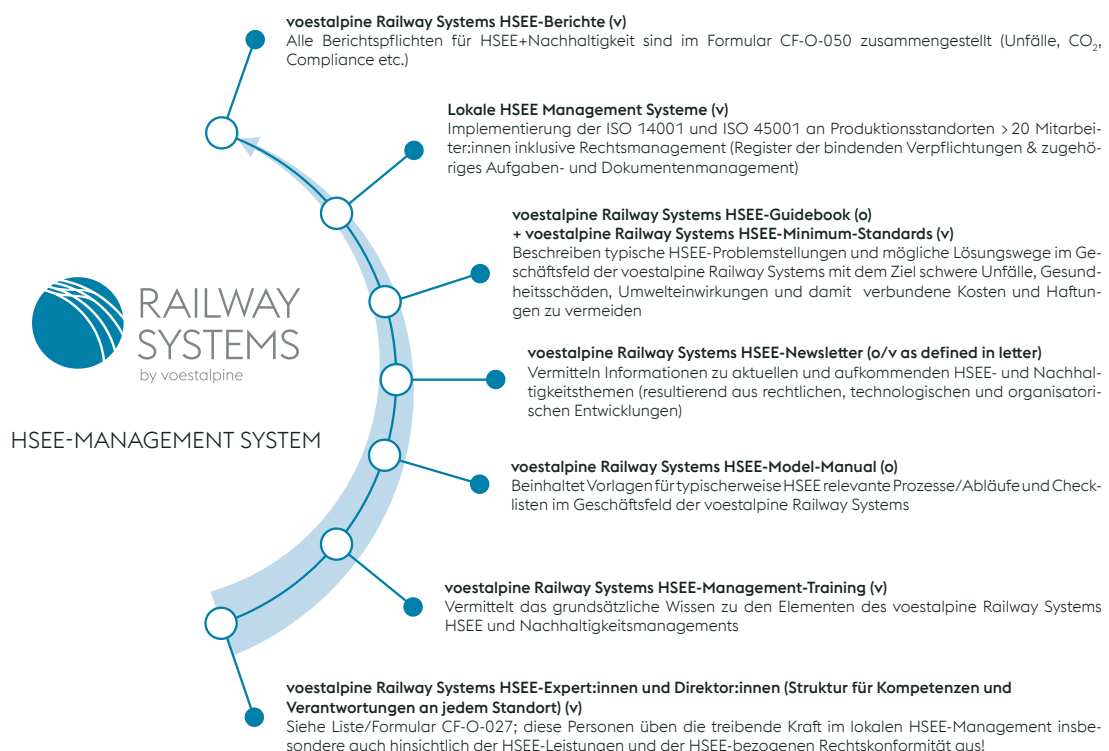 voestalpine Railway Systems HSEE-Berichte (v)
Alle Berichtspflichten für HSEE+Nachhaltigkeit sind im Formular CF-O-050 zusammengestellt (Unfälle, CO₂,
Compliance etc.)
Lokale HSEE Management Systeme (v)
Implementierung der ISO 14001 und ISO 45001 an Produktionsstandorten > 20 Mitarbei-
ter:innen inklusive Rechtsmanagement (Register der bindenden Verpflichtungen & zugehö-
riges Aufgaben- und Dokumentenmanagement)
voestalpine Railway Systems HSEE-Guidebook (o)
+ voestalpine Railway Systems HSEE-Minimum-Standards (v)
Beschreiben typische HSEE-Problemstellungen und mögliche Lösungswege im Ge-
schäftsfeld der voestalpine Railway Systems mit dem Ziel schwere Unfälle, Gesund-
heitsschäden, Umwelteinwirkungen und damit verbundene Kosten und Haftun-
gen zu vermeiden
RAILWAY
SYSTEMS
by voestalpine
HSEE-MANAGEMENT SYSTEM
voestalpine Railway Systems HSEE-Newsletter (o/v as defined in letter)
Vermitteln Informationen zu aktuellen und aufkommenden HSEE- und Nachhal-
tigkeitsthemen (resultierend aus rechtlichen, technologischen und organisatori-
schen Entwicklungen)
voestalpine Railway Systems HSEE-Model-Manual (o)
Beinhaltet Vorlagen für typischerweise HSEE relevante Prozesse/Abläufe und Check-
listen im Geschäftsfeld der voestalpine Railway Systems
voestalpine Railway Systems HSEE-Management-Training (v)
Vermittelt das grundsätzliche Wissen zu den Elementen des voestalpine Railway Systems
HSEE und Nachhaltigkeitsmanagements
voestalpine Railway Systems HSEE-Expert:innen und Direktor:innen (Struktur für Kompetenzen und
Verantwortungen an jedem Standort) (v)
Siehe Liste/Formular CF-O-027; diese Personen üben die treibende Kraft im lokalen HSEE-Management insbe-
sondere auch hinsichtlich der HSEE-Leistungen und der HSEE-bezogenen Rechtskonformität aus!